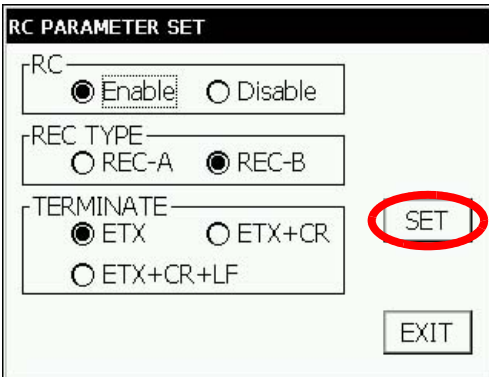 RC PARAMETER SET
RC
Enable Disable
REC TYPE
REC-A REC-B
TERMINATE
ETX ETX+CR
SET
ETX+CR+LF
EXIT